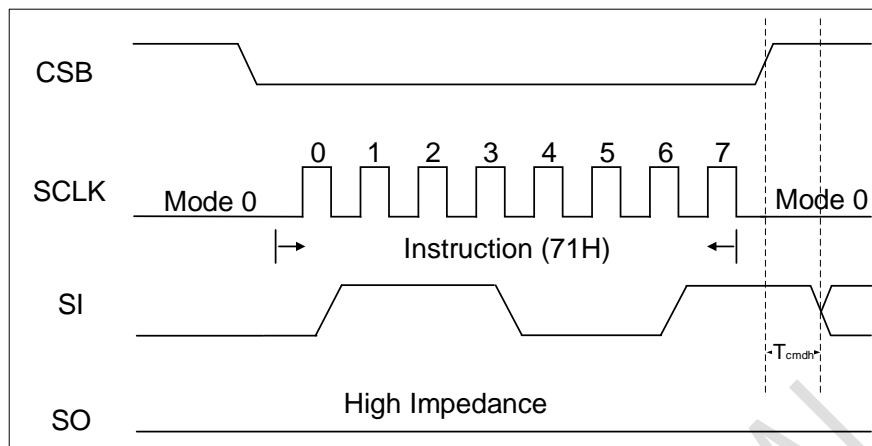 CSB
0 1 2 3 4 5 6 7
SCLK
Mode 0
Mode 0
Instruction (71H)
SI
Tcmdh
High Impedance
SO